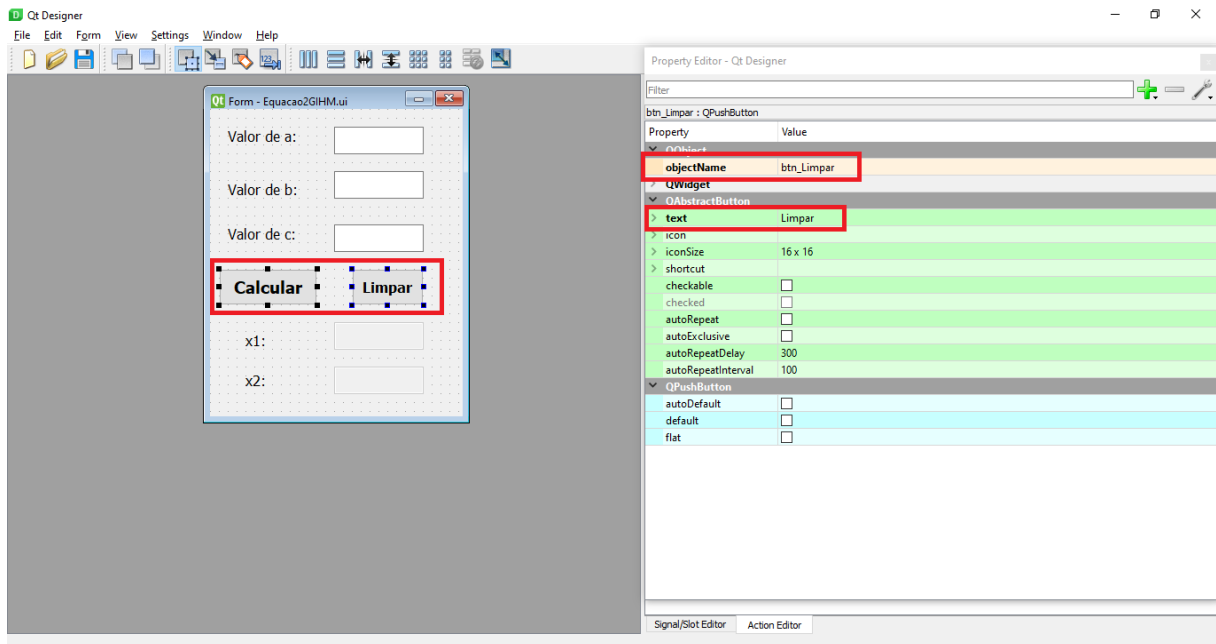 Qt Designer
File Edit Form View Settings Window Help
Form - Equacao2GIHM.ui
Valor de a:
Valor de b:
Valor de c:
Calcular Limpar
x1:
x2:
Property Editor - Qt Designer
Filter
btn_Limpar : QPushButton
Property Value
QObject
objectName btn_Limpar
QWidget
QAbstractButton
text Limpar
icon
iconSize 16 x 16
shortcut
checkable
checked
autoRepeat
autoExclusive
autoRepeatDelay 300
autoRepeatInterval 100
QPushButton
autoDefault
default
flat
Signal/Slot Editor Action Editor